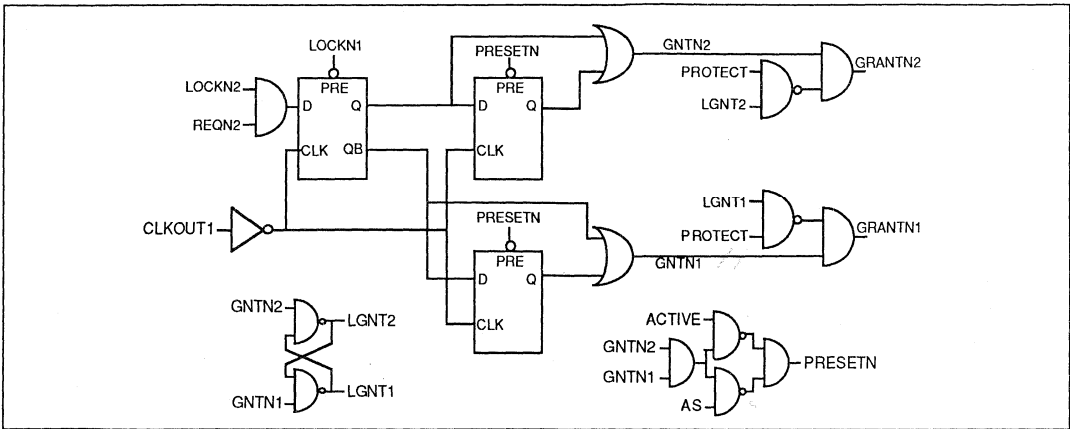 LOCKN1
LOCKN2
REQN2
D
PRE
Q
CLK
QB
PRESETN
PRE
D
Q
CLK
GNTN2
PROTECT
LGNT2
GRANTN2
CLKOUT1
PRESETN
PRE
D
Q
CLK
GNTN1
LGNT1
PROTECT
GRANTN1
GNTN2
LGNT2
GNTN1
LGNT1
ACTIVE
GNTN2
GNTN1
AS
PRESETN